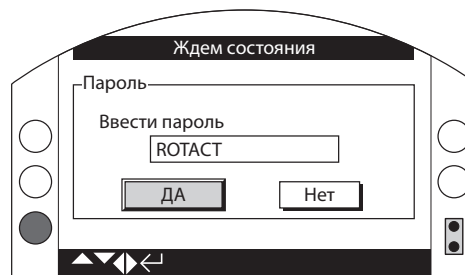 Ждем состояния
Пароль
Ввести пароль
ROTACT
ДА Нет